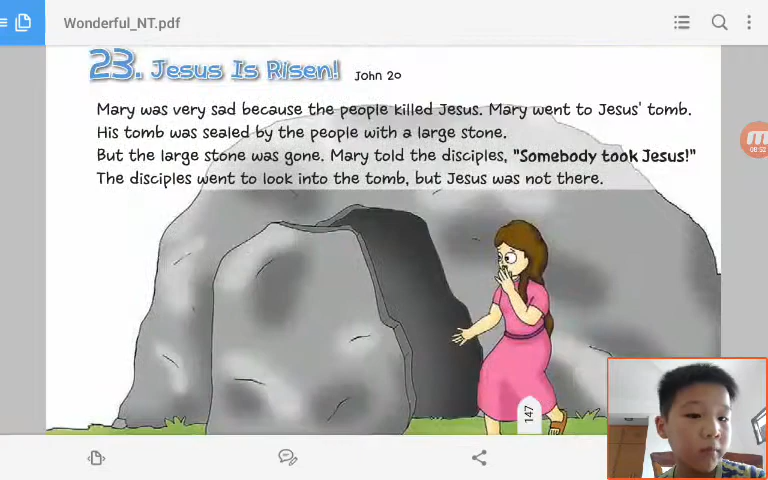 Wonderful_NT.pdf
23. Jesus Is Risen! John 20
Mary was very sad because the people killed Jesus. Mary went to Jesus' tomb.
His tomb was sealed by the people with a large stone.
But the large stone was gone. Mary told the disciples, "Somebody took Jesus!"
The disciples went to look into the tomb, but Jesus was not there.
08:52
147